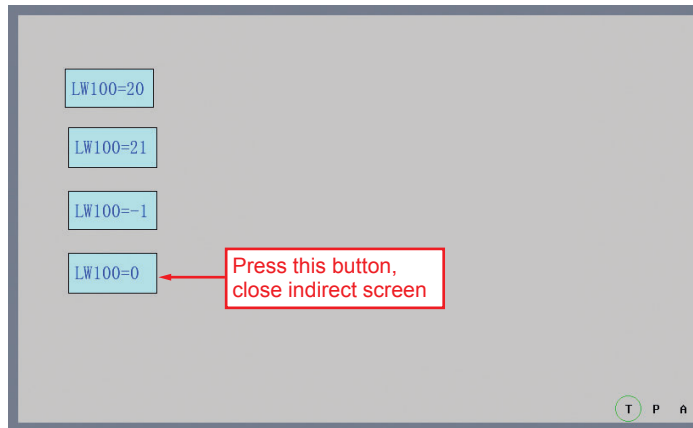 LW100=20
LW100=21
LW100=-1
LW100=0
Press this button,
close indirect screen
T P A